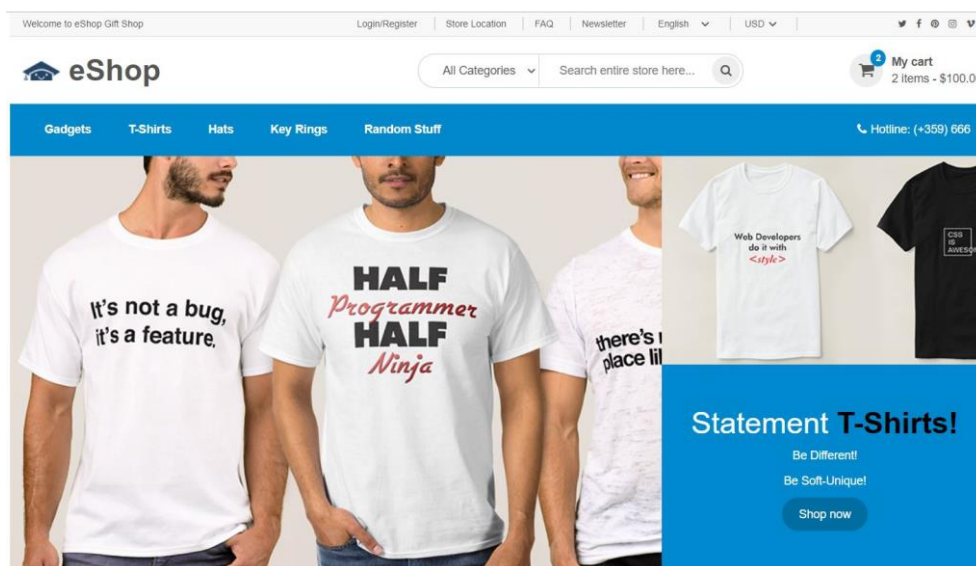 Welcome to eShop Gift Shop
Login/Register
Store Location
FAQ
Newsletter
English
USD
eShop
All Categories
Search entire store here...
2
My cart
2 items - $100.0
Gadgets
T-Shirts
Hats
Key Rings
Random Stuff
Hotline: (+359) 666
It's not a bug,
it's a feature.
HALF
Programmer
HALF
Ninja
there's
place
Web Developers
do it with
<style>
CSS
IS
Statement T-Shirts!
Be Different!
Be Soft-Unique!
Shop now